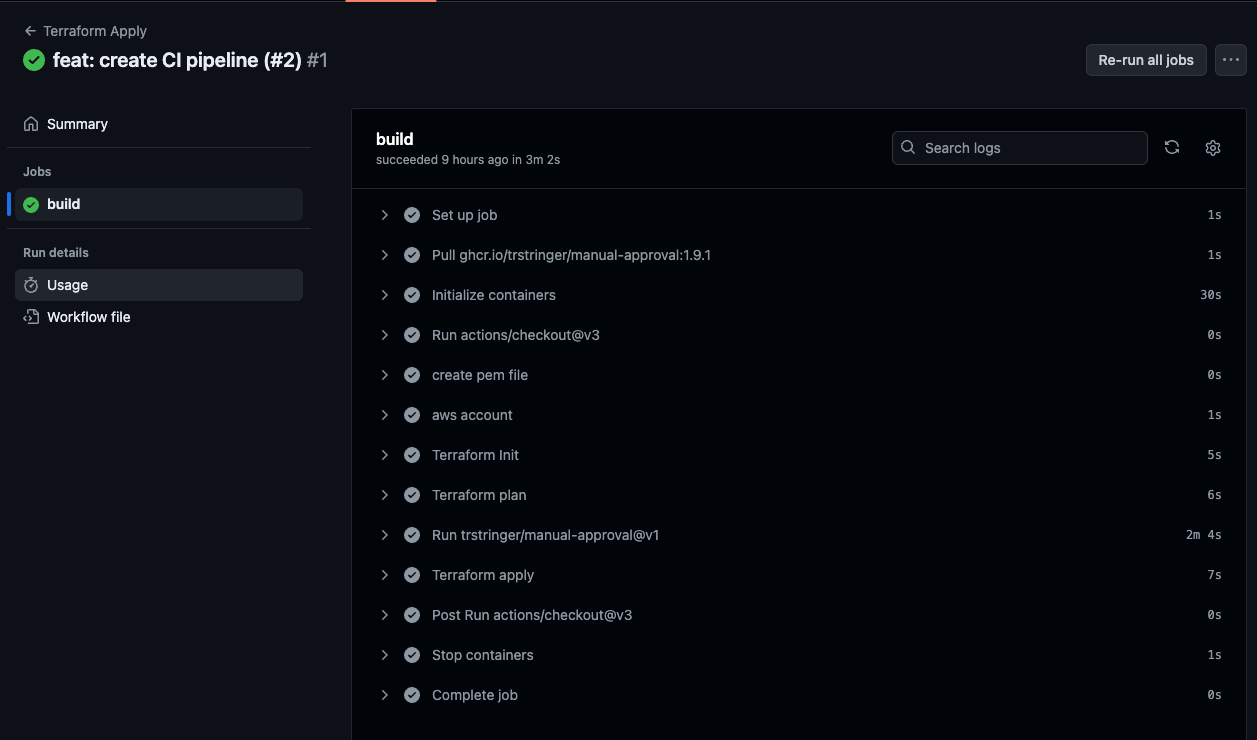 Terraform Apply
feat: create CI pipeline (#2) #1
Re-run all jobs
Summary
Jobs
build
Run details
Usage
Workflow file
build
succeeded 9 hours ago in 3m 2s
Search logs
Set up job 1s
Pull ghcr.io/trstringer/manual-approval:1.9.1 1s
Initialize containers 30s
Run actions/checkout@v3 0s
create pem file 0s
aws account 1s
Terraform Init 5s
Terraform plan 6s
Run trstringer/manual-approval@v1 2m 4s
Terraform apply 7s
Post Run actions/checkout@v3 0s
Stop containers 1s
Complete job 0s